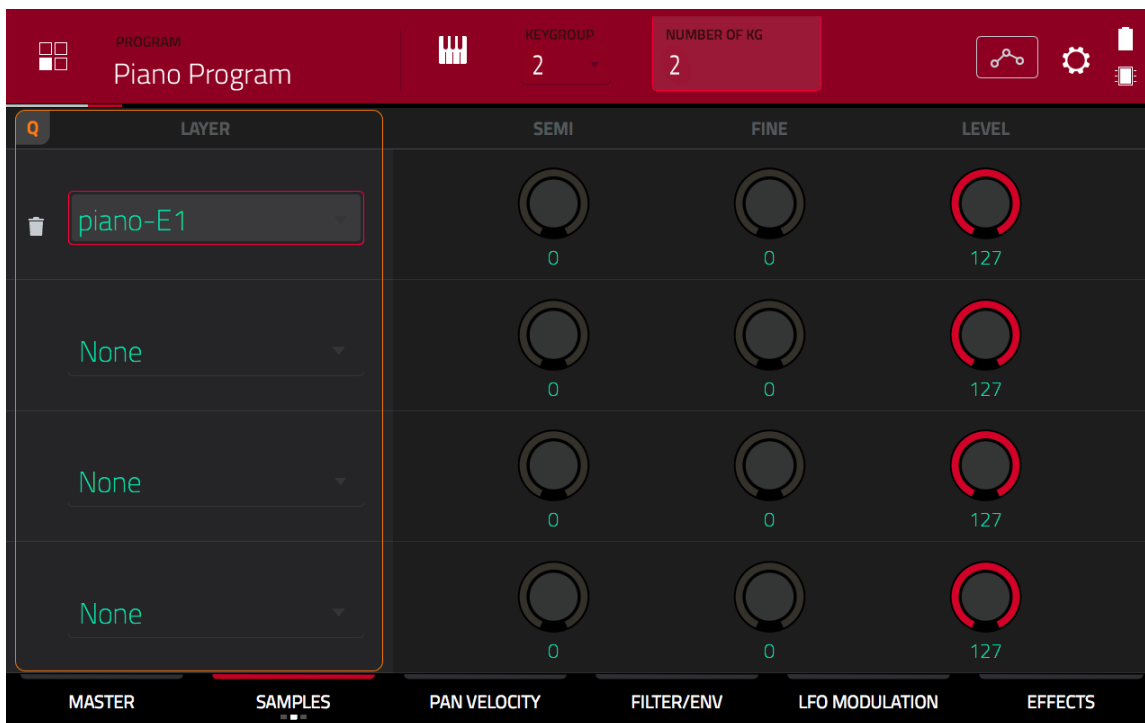 PROGRAM
Piano Program
KEYGROUP
2
NUMBER OF KG
2
Q LAYER SEMI FINE LEVEL
piano-E1
0 0 127
None
0 0 127
None
0 0 127
None
0 0 127
MASTER SAMPLES PAN VELOCITY FILTER/ENV LFO MODULATION EFFECTS